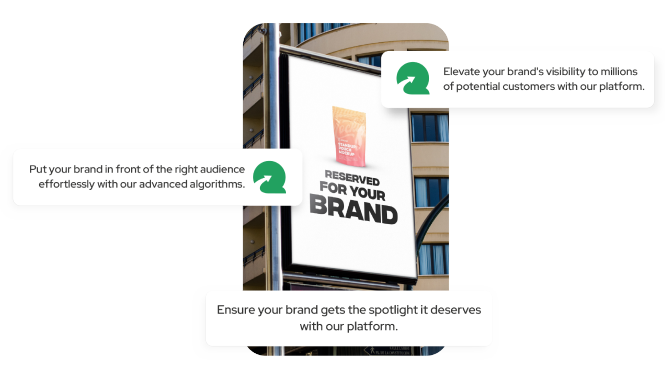 Elevate your brand's visibility to millions
of potential customers with our platform.
Put your brand in front of the right audience
effortlessly with our advanced algorithms.
RESERVED
FOR YOUR
BRAND
Ensure your brand gets the spotlight it deserves
with our platform.